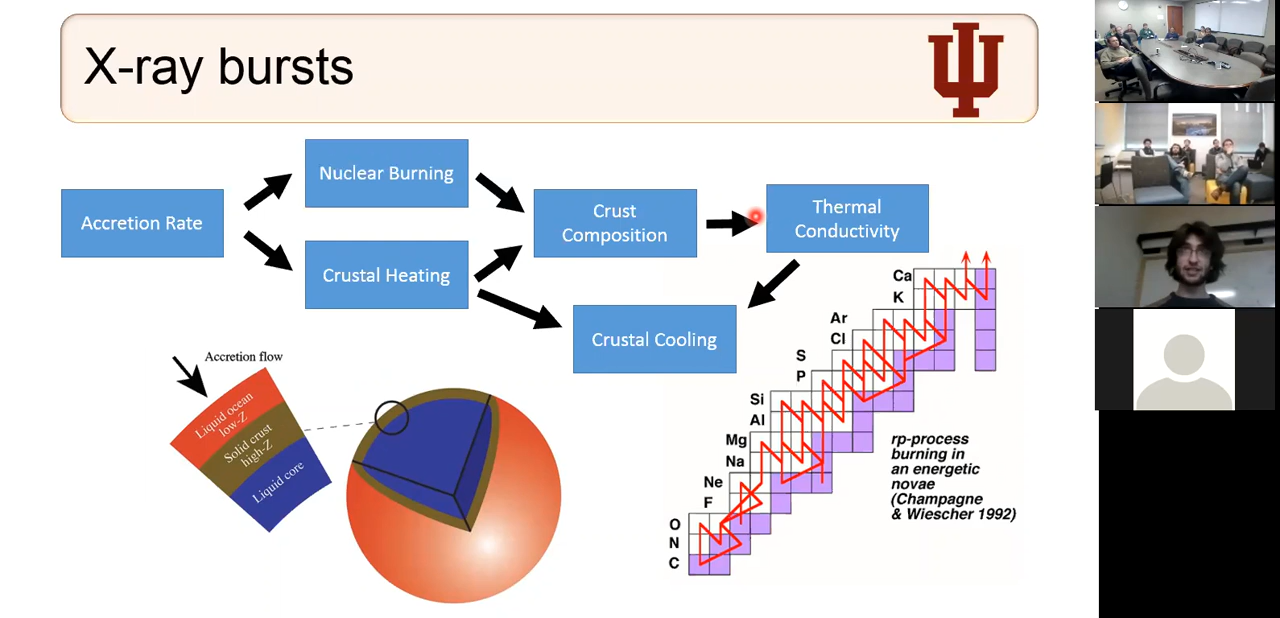 X-ray bursts
Accretion Rate
Nuclear Burning
Crustal Heating
Crust
Composition
Thermal
Conductivity
Crustal Cooling
Accretion flow
Liquid ocean
low-Z
Solid crust
high-Z
Liquid core
Ca
K
Ar
Cl
S
P
Si
Al
Mg
Na
Ne
F
O
N
C
rp-process
burning in
an energetic
novae
(Champagne
& Wiescher 1992)